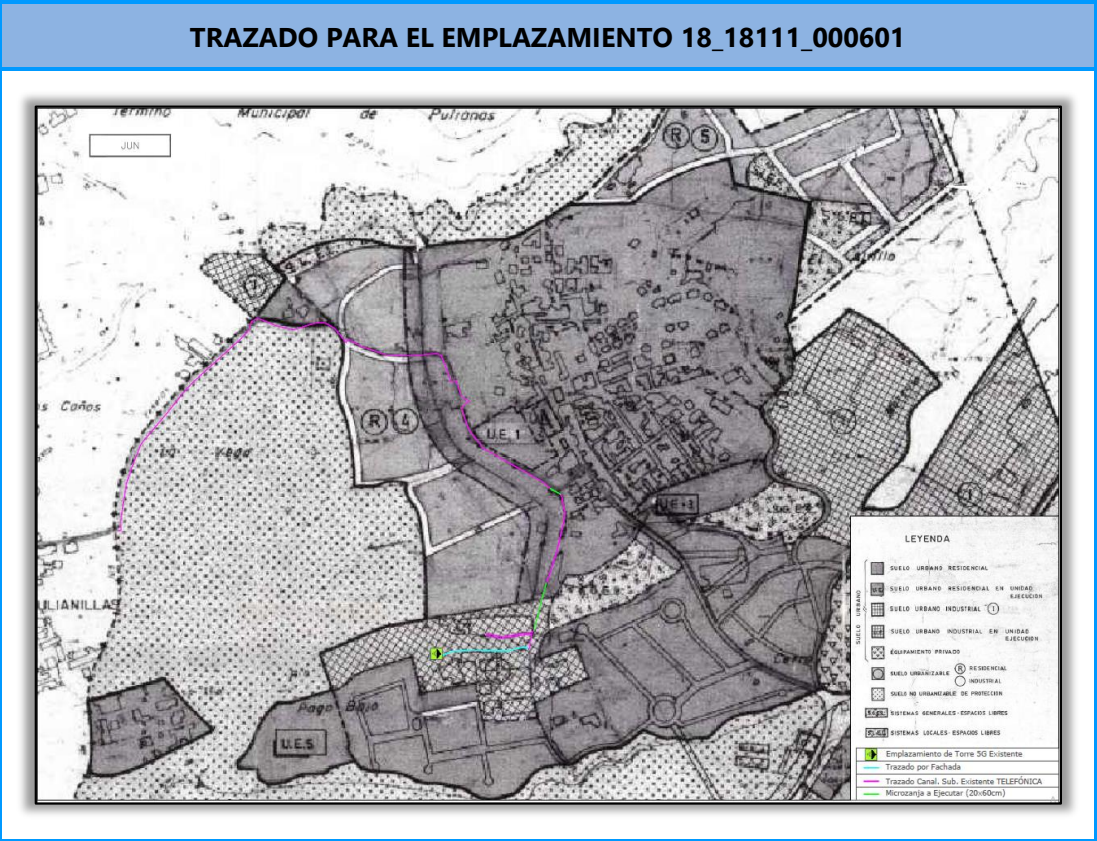 TRAZADO PARA EL EMPLAZAMIENTO 18_18111_000601
Termino Municipal de Pulianas
JUN
R 5
R 4
U.E. 1
s Caños
La Vega
ULIANILLAS
Pago Bajo
U.E.5
LEYENDA
SUELO URBANO
SUELO URBANO RESIDENCIAL
SUELO URBANO RESIDENCIAL EN UNIDAD
EJECUCION
SUELO URBANO INDUSTRIAL I
SUELO URBANO INDUSTRIAL EN UNIDAD
EJECUCION
EQUIPAMIENTO PRIVADO
SUELO URBANIZABLE R RESIDENCIAL
INDUSTRIAL
SUELO NO URBANIZABLE DE PROTECCION
SISTEMAS GENERALES-ESPACIOS LIBRES
SISTEMAS LOCALES-ESPACIOS LIBRES
Emplazamiento de Torre 5G Existente
Trazado por Fachada
Trazado Canal. Sub. Existente TELEFÓNICA
Microzanja a Ejecutar (20x60cm)